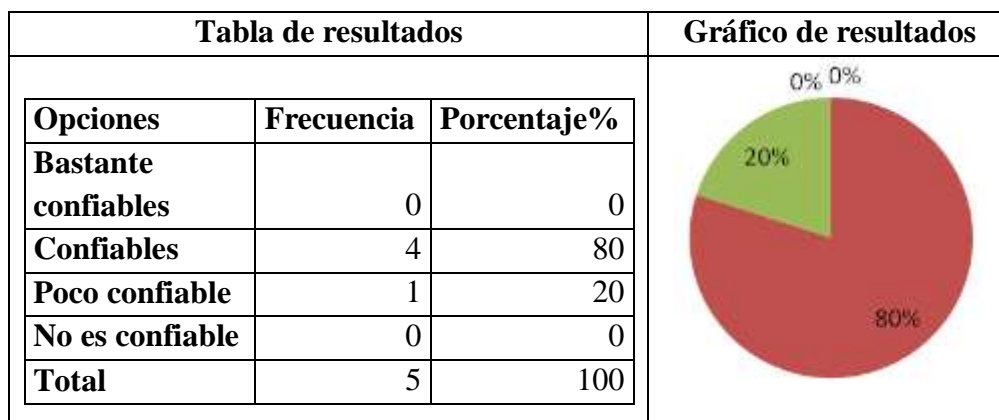 Tabla de resultados
Gráfico de resultados
Opciones Frecuencia Porcentaje%
Bastante
confiables 0 0
Confiables 4 80
Poco confiable 1 20
No es confiable 0 0
Total 5 100
0% 0%
20%
80%